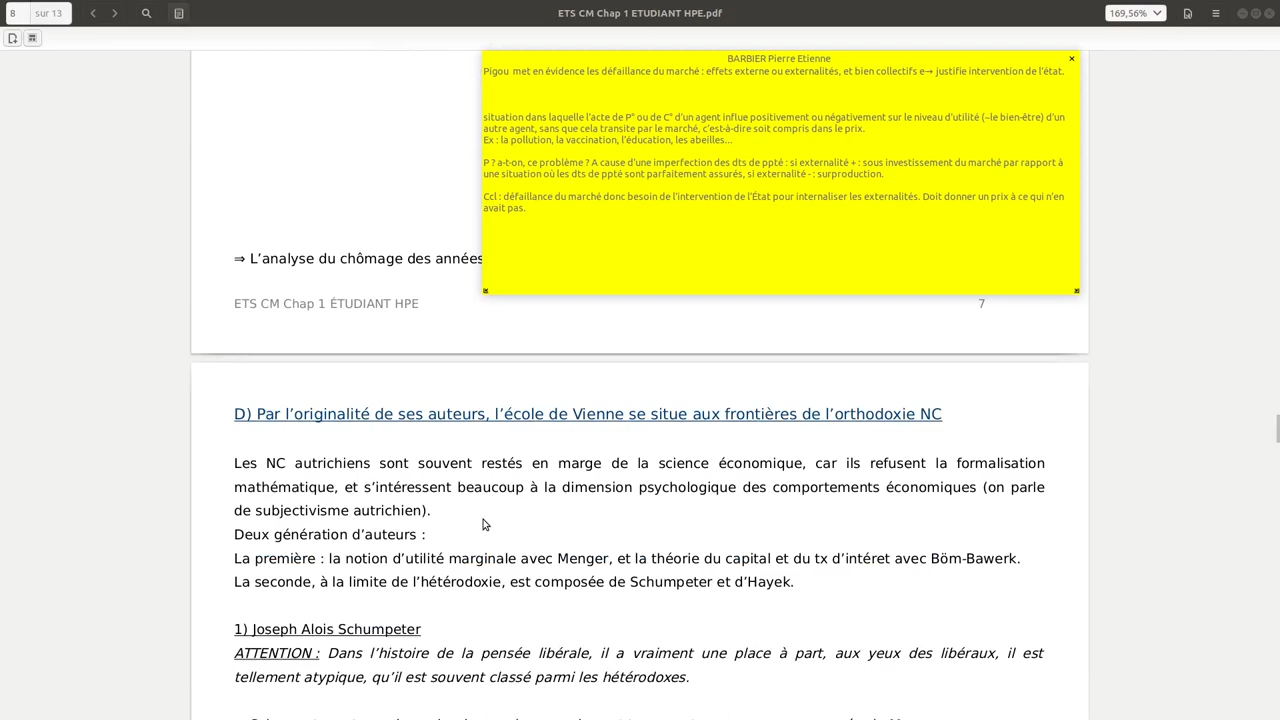 8 sur 13
ETS CM Chap 1 ETUDIANT HPE.pdf
169,56%
BARBIER Pierre Etienne
Pigou met en évidence les défaillance du marché : effets externe ou externalités, et bien collectifs e→ justifie intervention de l'état.
situation dans laquelle l'acte de P° ou de C° d'un agent influe positivement ou négativement sur le niveau d'utilité (~le bien-être) d'un
autre agent, sans que cela transite par le marché, c'est-à-dire soit compris dans le prix.
Ex : la pollution, la vaccination, l'éducation, les abeilles...
P ? a-t-on, ce problème ? A cause d'une imperfection des dts de ppté : si externalité + : sous investissement du marché par rapport à
une situation où les dts de ppté sont parfaitement assurés, si externalité - : surproduction.
Ccl : défaillance du marché donc besoin de l'intervention de l'État pour internaliser les externalités. Doit donner un prix à ce qui n'en
avait pas.
⇒ L'analyse du chômage des années
ETS CM Chap 1 ÉTUDIANT HPE 7
D) Par l'originalité de ses auteurs, l'école de Vienne se situe aux frontières de l'orthodoxie NC
Les NC autrichiens sont souvent restés en marge de la science économique, car ils refusent la formalisation
mathématique, et s'intéressent beaucoup à la dimension psychologique des comportements économiques (on parle
de subjectivisme autrichien).
Deux génération d'auteurs :
La première : la notion d'utilité marginale avec Menger, et la théorie du capital et du tx d'intéret avec Böm-Bawerk.
La seconde, à la limite de l'hétérodoxie, est composée de Schumpeter et d'Hayek.
1) Joseph Alois Schumpeter
ATTENTION : Dans l'histoire de la pensée libérale, il a vraiment une place à part, aux yeux des libéraux, il est
tellement atypique, qu'il est souvent classé parmi les hétérodoxes.